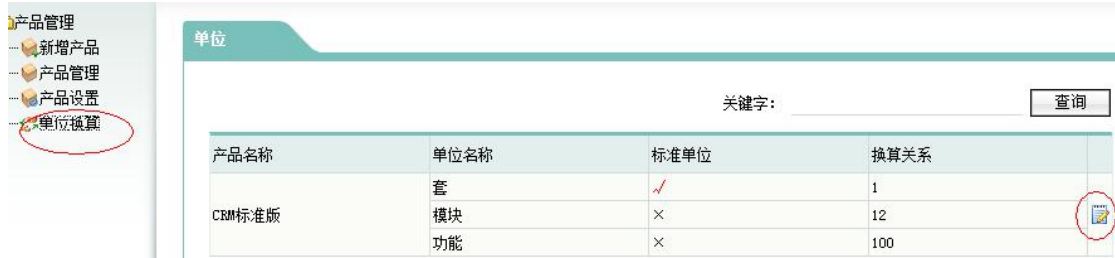 产品管理
新增产品
产品管理
产品设置
单位换算
单位
关键字: 查询
产品名称 单位名称 标准单位 换算关系
套 √ 1
CRM标准版 模块 × 12
功能 × 100